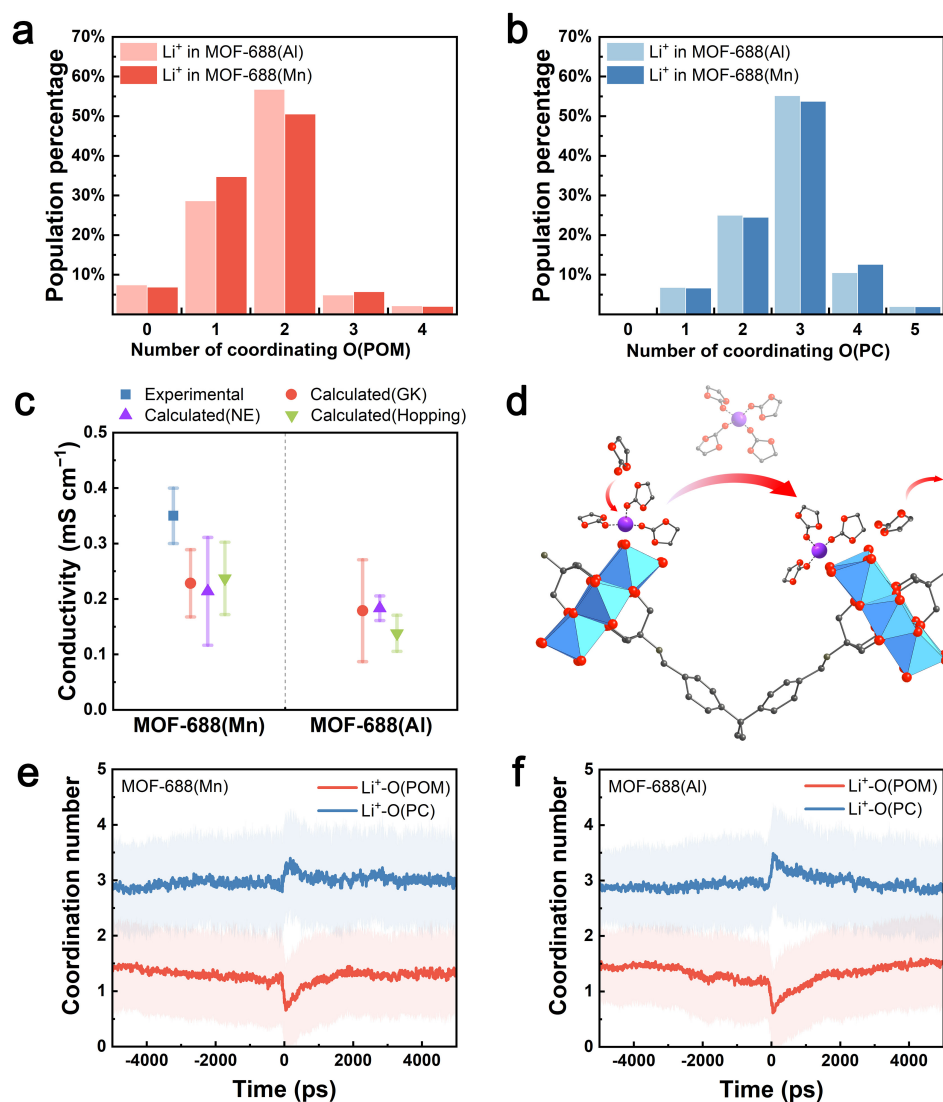 a
70%
60%
50%
40%
30%
20%
10%
Population percentage
Li⁺ in MOF-688(Al)
Li⁺ in MOF-688(Mn)
0 1 2 3 4
Number of coordinating O(POM)
b
70%
60%
50%
40%
30%
20%
10%
Population percentage
Li⁺ in MOF-688(Al)
Li⁺ in MOF-688(Mn)
0 1 2 3 4 5
Number of coordinating O(PC)
c
Experimental Calculated(GK)
Calculated(NE) Calculated(Hopping)
0.5
0.4
0.3
0.2
0.1
0.0
Conductivity (mS cm⁻¹)
MOF-688(Mn) MOF-688(Al)
d
e
5
4
3
2
1
0
Coordination number
MOF-688(Mn)
Li⁺-O(POM)
Li⁺-O(PC)
-4000 -2000 0 2000 4000
Time (ps)
f
5
4
3
2
1
0
Coordination number
MOF-688(Al)
Li⁺-O(POM)
Li⁺-O(PC)
-4000 -2000 0 2000 4000
Time (ps)